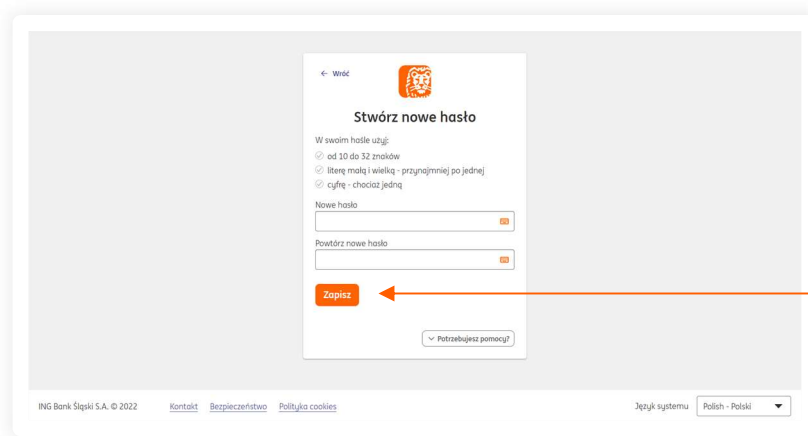 ← Wróć
Stwórz nowe hasło
W swoim haśle użyj:
od 10 do 32 znaków
literę małą i wielką - przynajmniej po jednej
cyfrę - chociaż jedną
Nowe hasło
Powtórz nowe hasło
Zapisz
Potrzebujesz pomocy?
ING Bank Śląski S.A. © 2022 Kontakt Bezpieczeństwo Polityka cookies Język systemu Polish - Polski